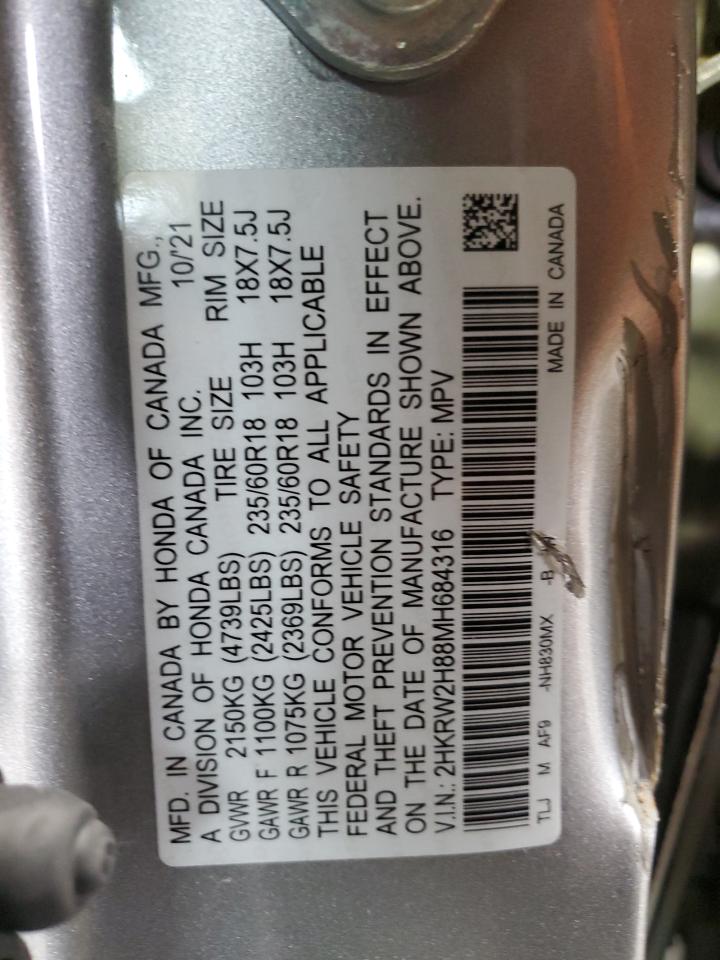 MFD. IN CANADA BY HONDA OF CANADA MFG.,
A DIVISION OF HONDA CANADA INC. 10/'21
GVWR 2150KG (4739LBS) TIRE SIZE RIM SIZE
GAWR F 1100KG (2425LBS) 235/60R18 103H 18X7.5J
GAWR R 1075KG (2369LBS) 235/60R18 103H 18X7.5J
THIS VEHICLE CONFORMS TO ALL APPLICABLE
FEDERAL MOTOR VEHICLE SAFETY
AND THEFT PREVENTION STANDARDS IN EFFECT
ON THE DATE OF MANUFACTURE SHOWN ABOVE.
V.I.N.: 2HKRW2H88MH684316 TYPE: MPV
TLJ M AF9 -NH830MX -B MADE IN CANADA